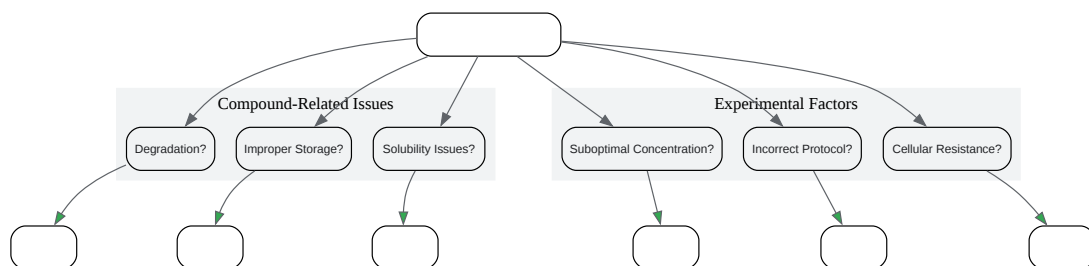 Compound-Related Issues
Experimental Factors
Degradation?
Improper Storage?
Solubility Issues?
Suboptimal Concentration?
Incorrect Protocol?
Cellular Resistance?